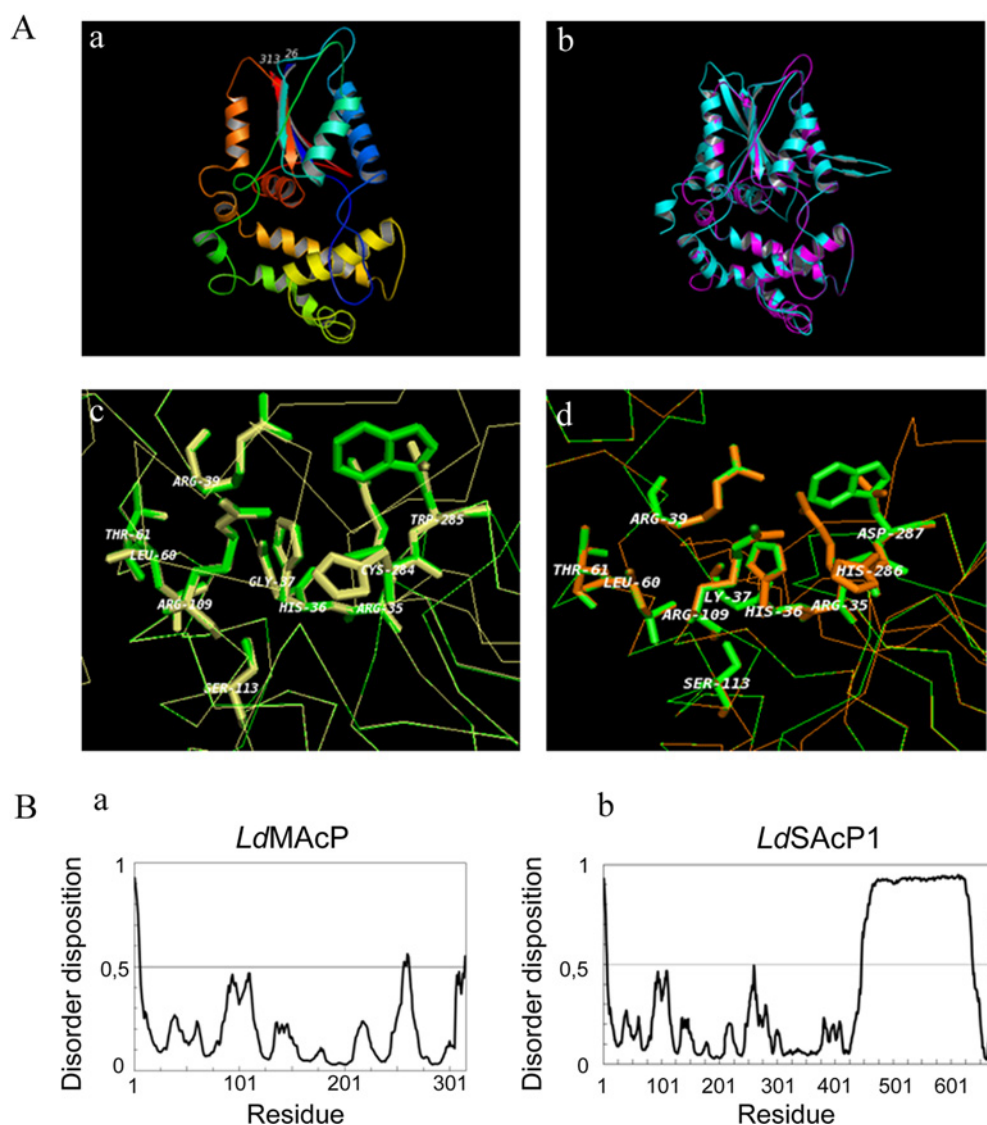 A
a
b
313 26
c
d
ARG-39
THR-61
LEU-60
ARG-109
GLY-37
HIS-36
ARG-35
CYS-284
TRP-285
SER-113
ARG-39
THR-61
LEU-60
ARG-109
LY-37
HIS-36
ARG-35
HIS-286
ASP-287
SER-113
B
a
b
LdMAcP
LdSAcP1
Disorder disposition
1
0,5
0
1
101
201
301
Residue
Disorder disposition
1
0,5
0
1
101
201
301
401
501
601
Residue